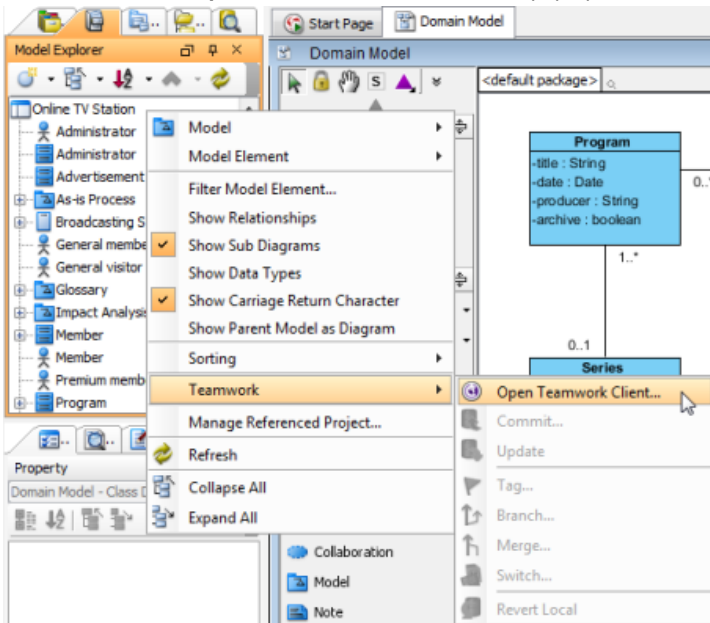 Start Page
Domain Model
Model Explorer
Domain Model
S
<default package>
Online TV Station
Administrator
Administrator
Advertisement
As-is Process
Broadcasting S
General membe
General visitor
Glossary
Impact Analysis
Member
Member
Premium memb
Program
Model
Model Element
Filter Model Element...
Show Relationships
Show Sub Diagrams
Show Data Types
Show Carriage Return Character
Show Parent Model as Diagram
Sorting
Teamwork
Manage Referenced Project...
Refresh
Collapse All
Expand All
Program
-title : String
-date : Date
-producer : String
-archive : boolean
0..
1..*
0..1
Series
Open Teamwork Client...
Commit...
Update
Tag...
Branch...
Merge...
Switch...
Revert Local
Property
Domain Model - Class D
Collaboration
Model
Note